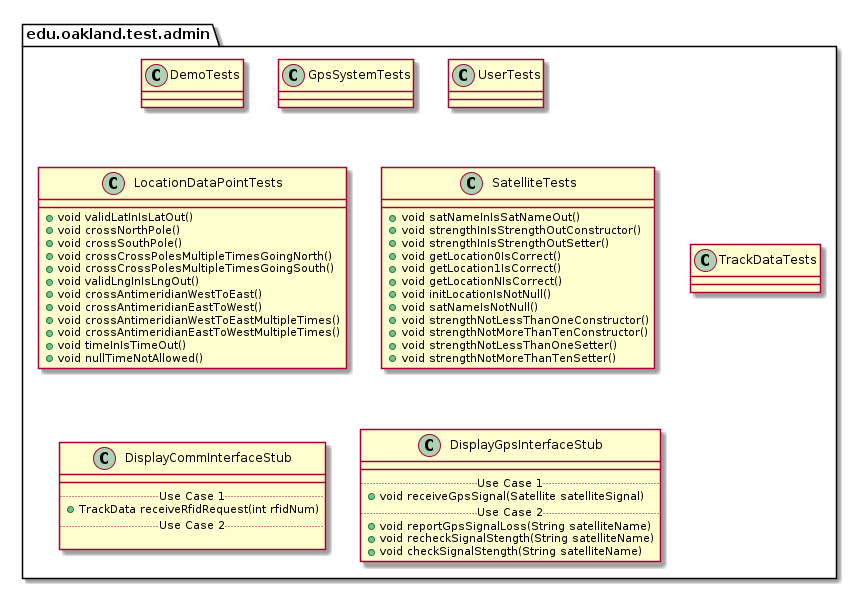 edu.oakland.test.admin
C DemoTests
C GpsSystemTests
C UserTests
C LocationDataPointTests
void validLatInIsLatOut()
void crossNorthPole()
void crossSouthPole()
void crossCrossPolesMultipleTimesGoingNorth()
void crossCrossPolesMultipleTimesGoingSouth()
void validLngInIsLngOut()
void crossAntimeridianWestToEast()
void crossAntimeridianEastToWest()
void crossAntimeridianWestToEastMultipleTimes()
void crossAntimeridianEastToWestMultipleTimes()
void timeInIsTimeOut()
void nullTimeNotAllowed()
C SatelliteTests
void satNameInIsSatNameOut()
void strengthInIsStrengthOutConstructor()
void strengthInIsStrengthOutSetter()
void getLocation0IsCorrect()
void getLocation1IsCorrect()
void getLocationNIsCorrect()
void initLocationIsNotNull()
void satNameIsNotNull()
void strengthNotLessThanOneConstructor()
void strengthNotMoreThanTenConstructor()
void strengthNotLessThanOneSetter()
void strengthNotMoreThanTenSetter()
C TrackDataTests
C DisplayCommInterfaceStub
Use Case 1
TrackData receiveRfidRequest(int rfidNum)
Use Case 2
C DisplayGpsInterfaceStub
Use Case 1
void receiveGpsSignal(Satellite satelliteSignal)
Use Case 2
void reportGpsSignalLoss(String satelliteName)
void recheckSignalStength(String satelliteName)
void checkSignalStength(String satelliteName)